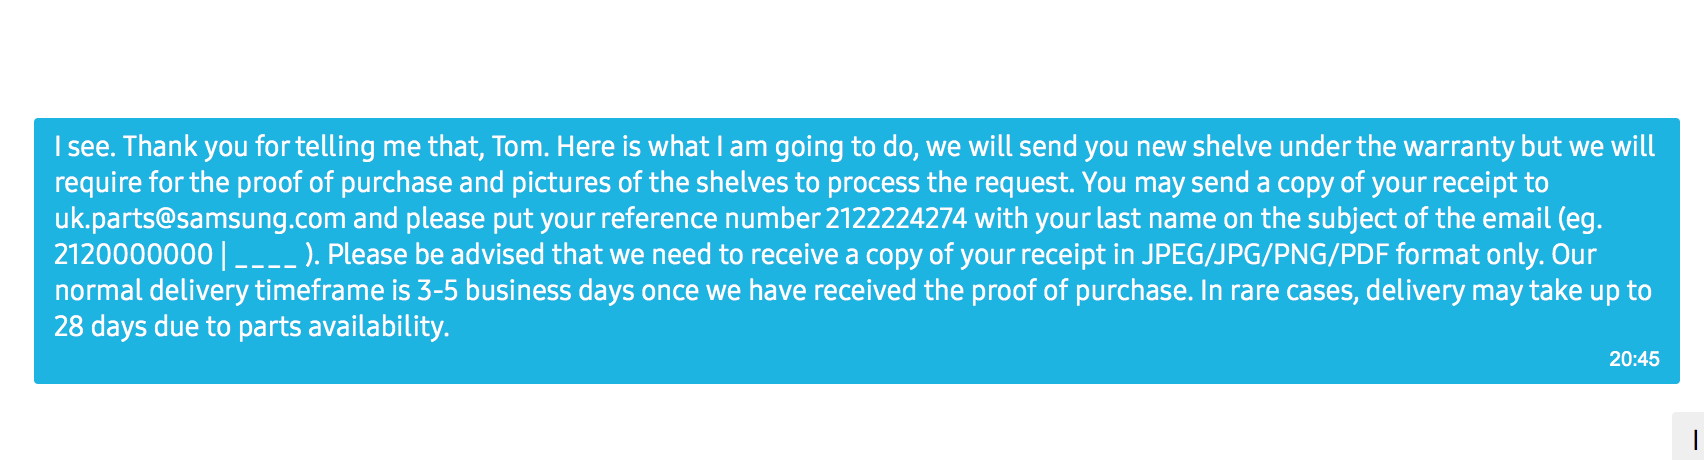 I see. Thank you for telling me that, Tom. Here is what I am going to do, we will send you new shelve under the warranty but we will
require for the proof of purchase and pictures of the shelves to process the request. You may send a copy of your receipt to
uk.parts@samsung.com and please put your reference number 2122224274 with your last name on the subject of the email (eg.
2120000000 | ____ ). Please be advised that we need to receive a copy of your receipt in JPEG/JPG/PNG/PDF format only. Our
normal delivery timeframe is 3-5 business days once we have received the proof of purchase. In rare cases, delivery may take up to
28 days due to parts availability.
20:45